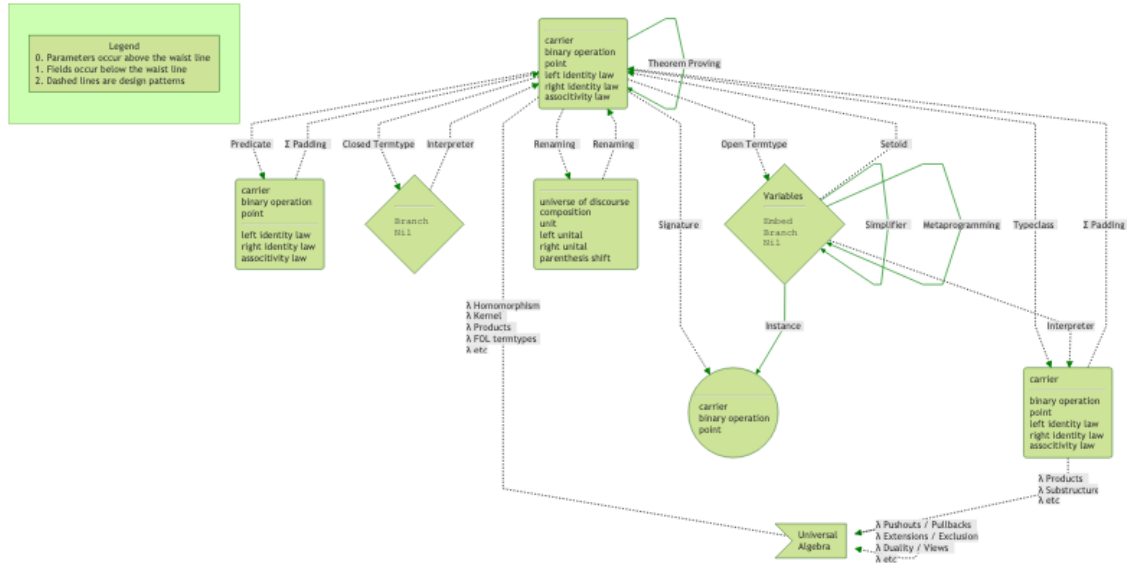 Legend
0. Parameters occur above the waist line
1. Fields occur below the waist line
2. Dashed lines are design patterns
carrier
binary operation
point
left identity law
right identity law
associtivity law
Theorem Proving
Predicate
Σ Padding
Closed Termtype
Interpreter
Renaming
Renaming
Open Termtype
Setoid
carrier
binary operation
point
left identity law
right identity law
associtivity law
Branch
Nil
universe of discourse
composition
unit
left unital
right unital
parenthesis shift
Signature
Variables
Embed
Branch
Nil
Simplifier
Metaprogramming
Typeclass
Σ Padding
λ Homomorphism
λ Kernel
λ Products
λ FOL termtypes
λ etc
Instance
Interpreter
carrier
binary operation
point
carrier
binary operation
point
left identity law
right identity law
associtivity law
λ Products
λ Substructure
λ etc
Universal
Algebra
λ Pushouts / Pullbacks
λ Extensions / Exclusion
λ Duality / Views
λ etc